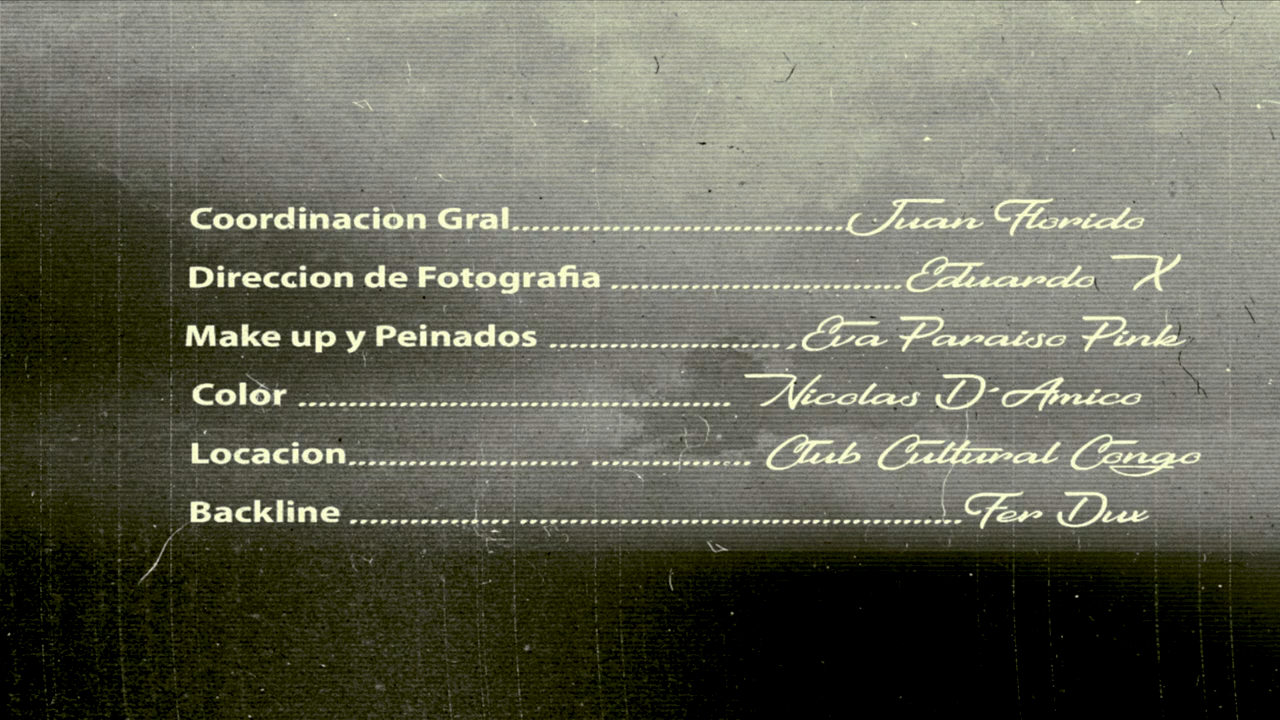 Coordinacion Gral....................................................Juan Florido
Direccion de Fotografia .............................................Eduardo X
Make up y Peinados .....................................Eva Paraiso Pink
Color .................................................................... Nicolas D´Amico
Locacion.................................... ......................... Club Cultural Congo
Backline ......................... .....................................................................Fer Dux